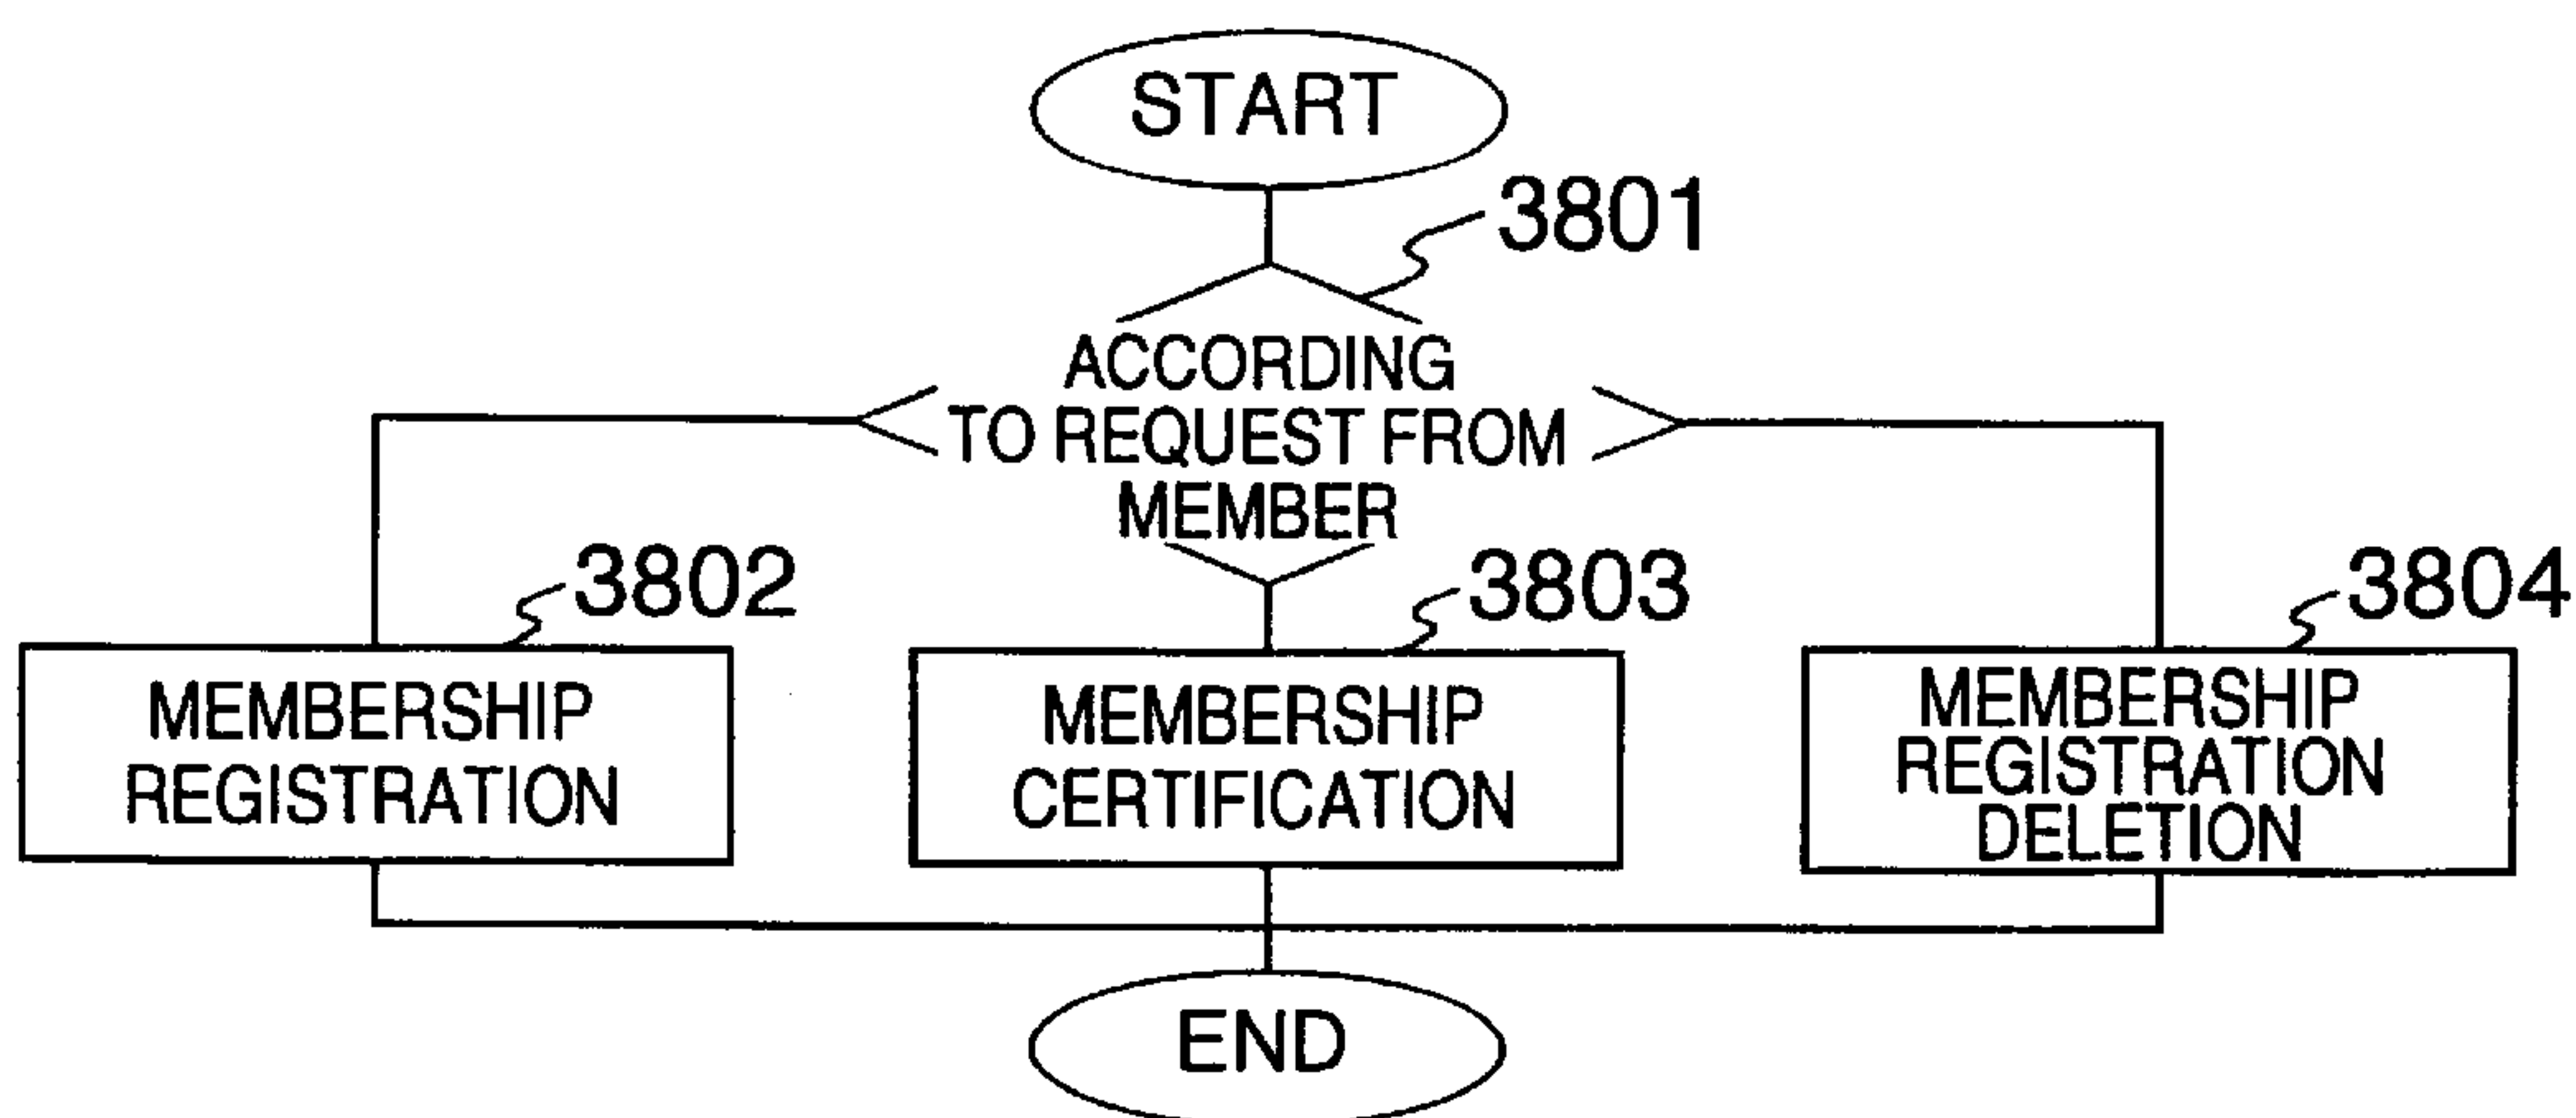 START
3801
ACCORDING
TO REQUEST FROM
MEMBER
3802
3803
3804
MEMBERSHIP
REGISTRATION
MEMBERSHIP
CERTIFICATION
MEMBERSHIP
REGISTRATION
DELETION
END